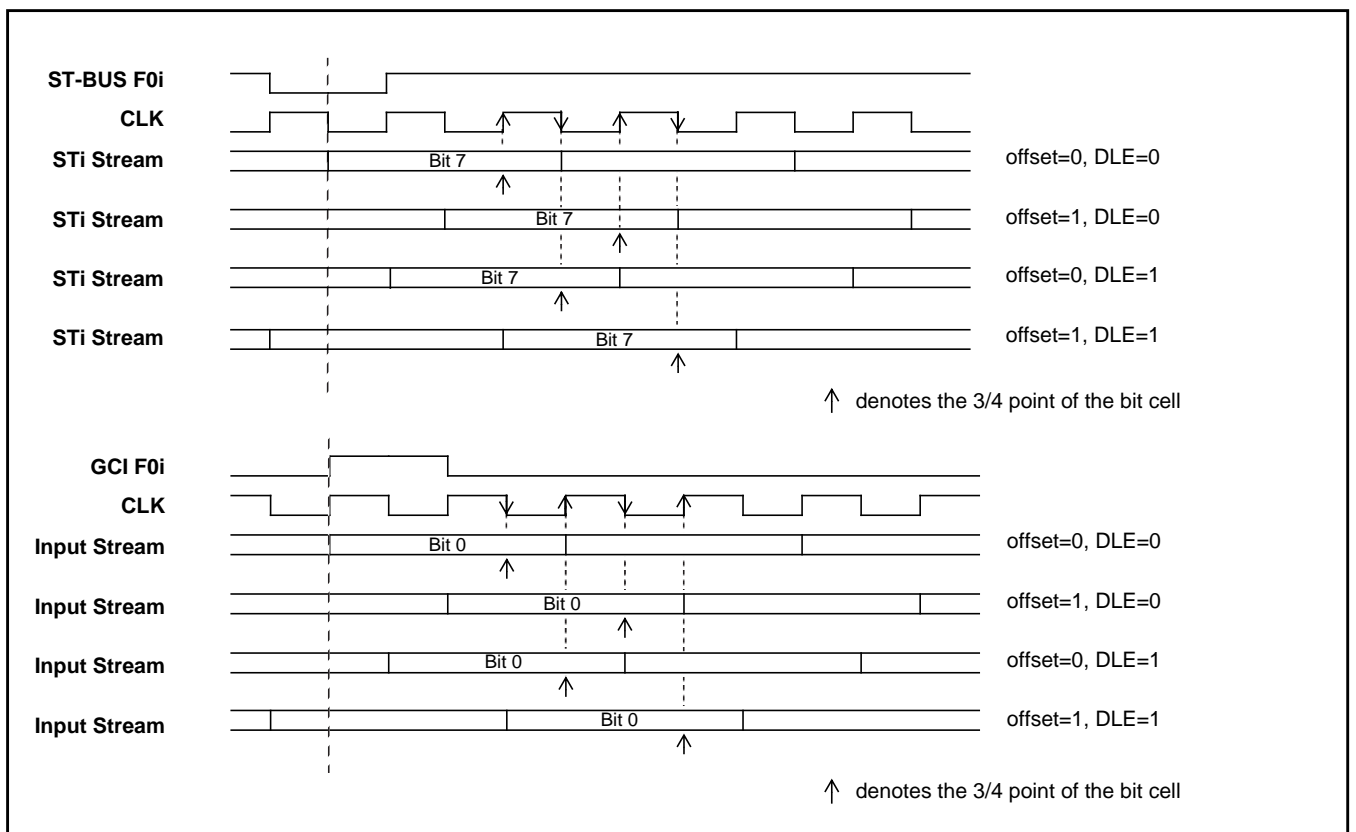 ST-BUS F0i
CLK
STi Stream Bit 7 offset=0, DLE=0
STi Stream Bit 7 offset=1, DLE=0
STi Stream Bit 7 offset=0, DLE=1
STi Stream Bit 7 offset=1, DLE=1
denotes the 3/4 point of the bit cell
GCI F0i
CLK
Input Stream Bit 0 offset=0, DLE=0
Input Stream Bit 0 offset=1, DLE=0
Input Stream Bit 0 offset=0, DLE=1
Input Stream Bit 0 offset=1, DLE=1
denotes the 3/4 point of the bit cell